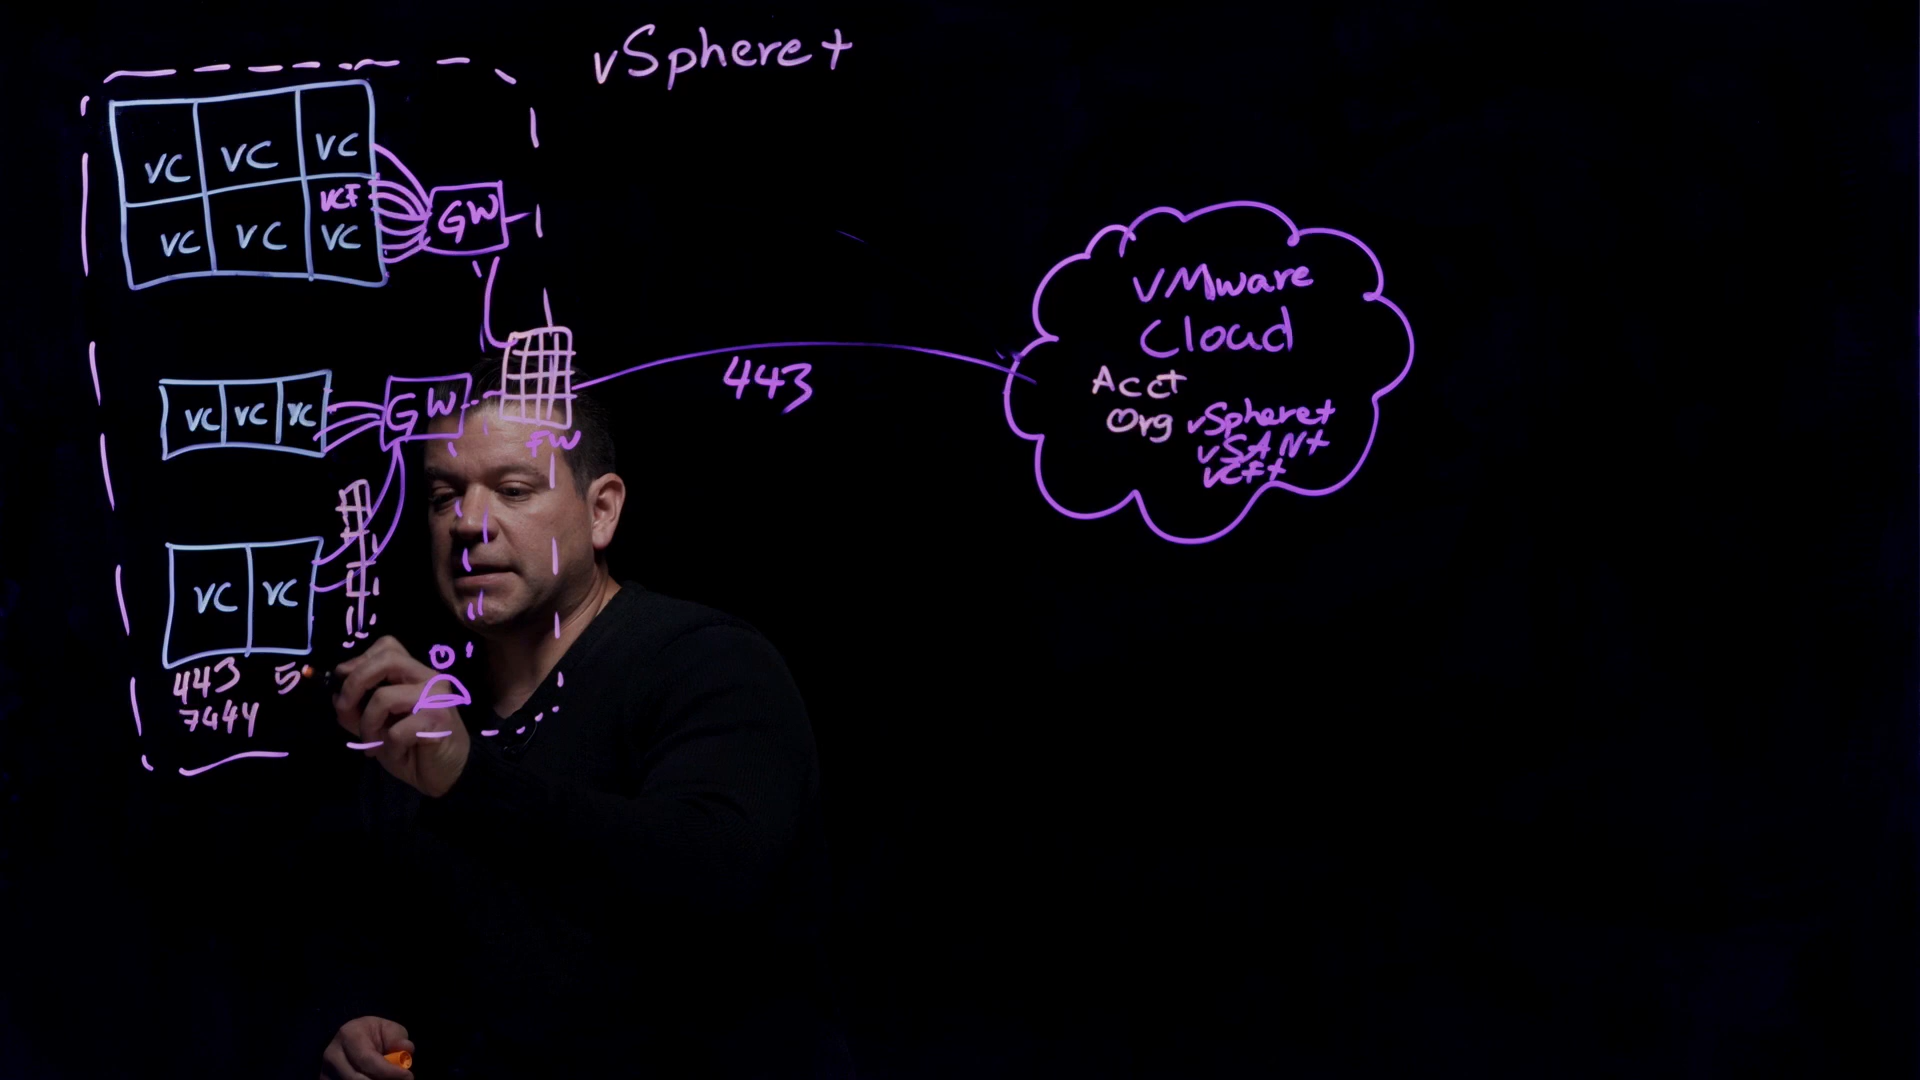 vSphere+
VC VC VC
VCF
VC VC VC
GW
VC VC VC
GW
FW
VC VC
443 5
7444
443
VMware
Cloud
Acct
Org
vSphere+
vSAN+
VCF+